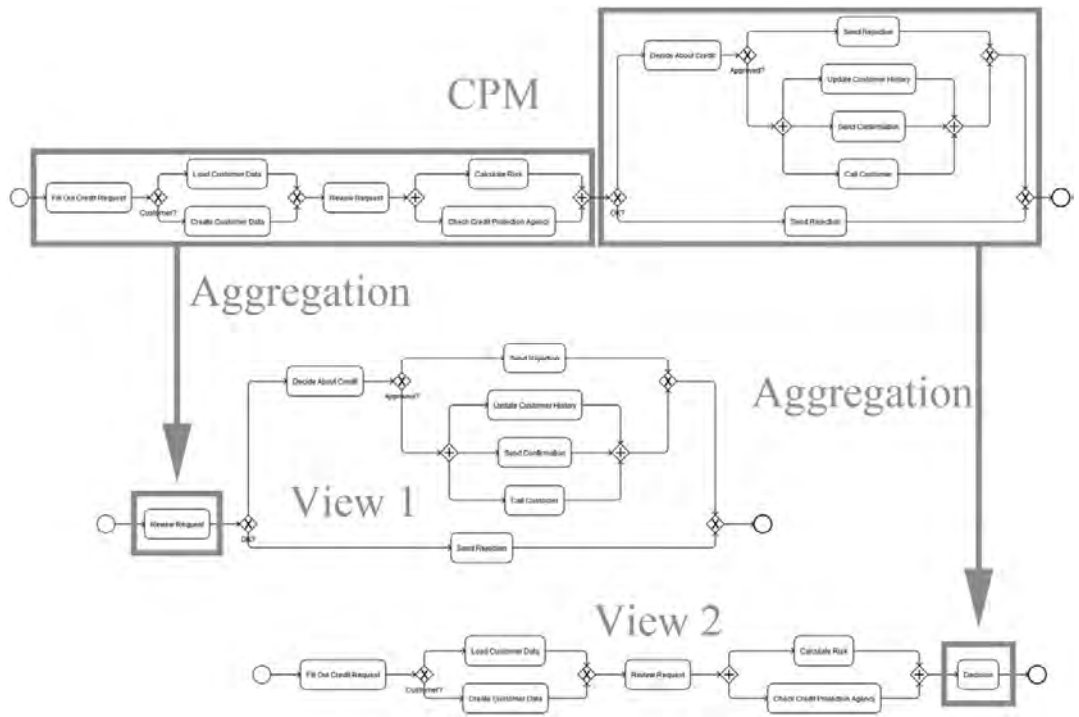 Send Rejection
Decide About Credit
Approved?
Update Customer History
CPM
Send Confirmation
Call Customer
Load Customer Data
Calculate Risk
Fill Out Credit Request
Review Request
Customer?
OK?
Create Customer Data
Check Credit Protection Agency
Send Rejection
Aggregation
Send Rejection
Decide About Credit
Approved?
Aggregation
Update Customer History
Send Confirmation
View 1
Call Customer
Review Request
OK?
Send Rejection
View 2
Load Customer Data
Calculate Risk
Fill Out Credit Request
Review Request
Decision
Customer?
Create Customer Data
Check Credit Protection Agency